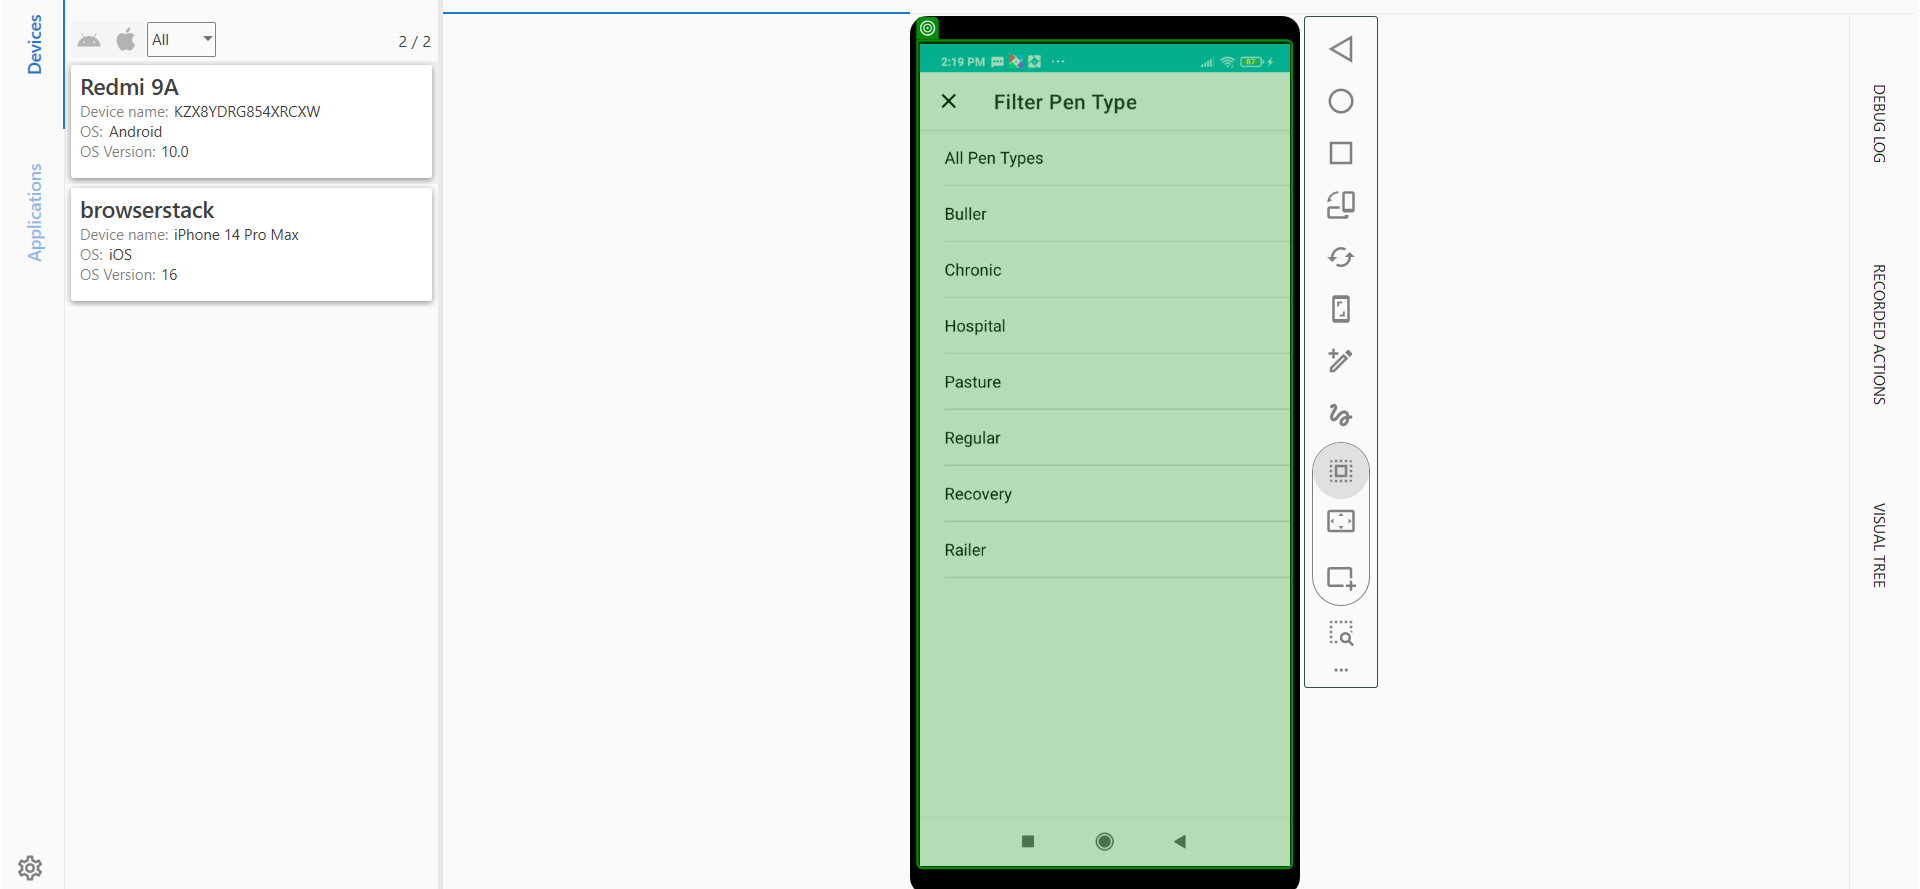 Devices
Applications
All
2 / 2
Redmi 9A
Device name: KZX8YDRG854XRCXW
OS: Android
OS Version: 10.0
browserstack
Device name: iPhone 14 Pro Max
OS: iOS
OS Version: 16
2:19 PM
87
Filter Pen Type
All Pen Types
Buller
Chronic
Hospital
Pasture
Regular
Recovery
Railer
DEBUG LOG
RECORDED ACTIONS
VISUAL TREE